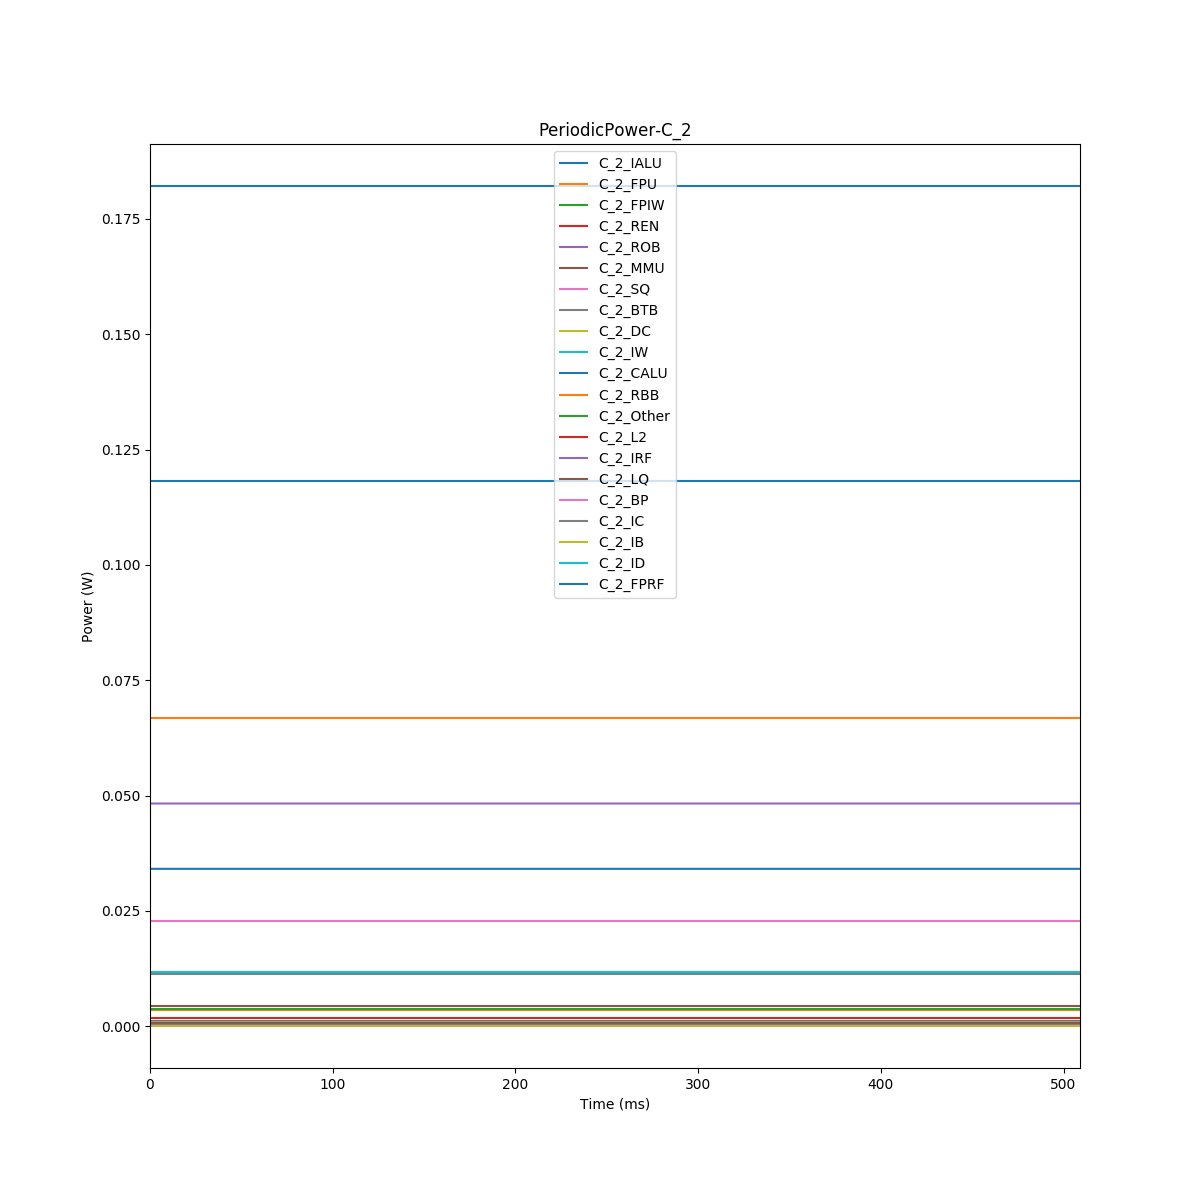 PeriodicPower-C_2
C_2_IALU
C_2_FPU
C_2_FPIW
C_2_REN
C_2_ROB
C_2_MMU
C_2_SQ
C_2_BTB
C_2_DC
C_2_IW
C_2_CALU
C_2_RBB
C_2_Other
C_2_L2
C_2_IRF
C_2_LQ
C_2_BP
C_2_IC
C_2_IB
C_2_ID
C_2_FPRF
0.175
0.150
0.125
0.100
0.075
0.050
0.025
0.000
Power (W)
0 100 200 300 400 500
Time (ms)